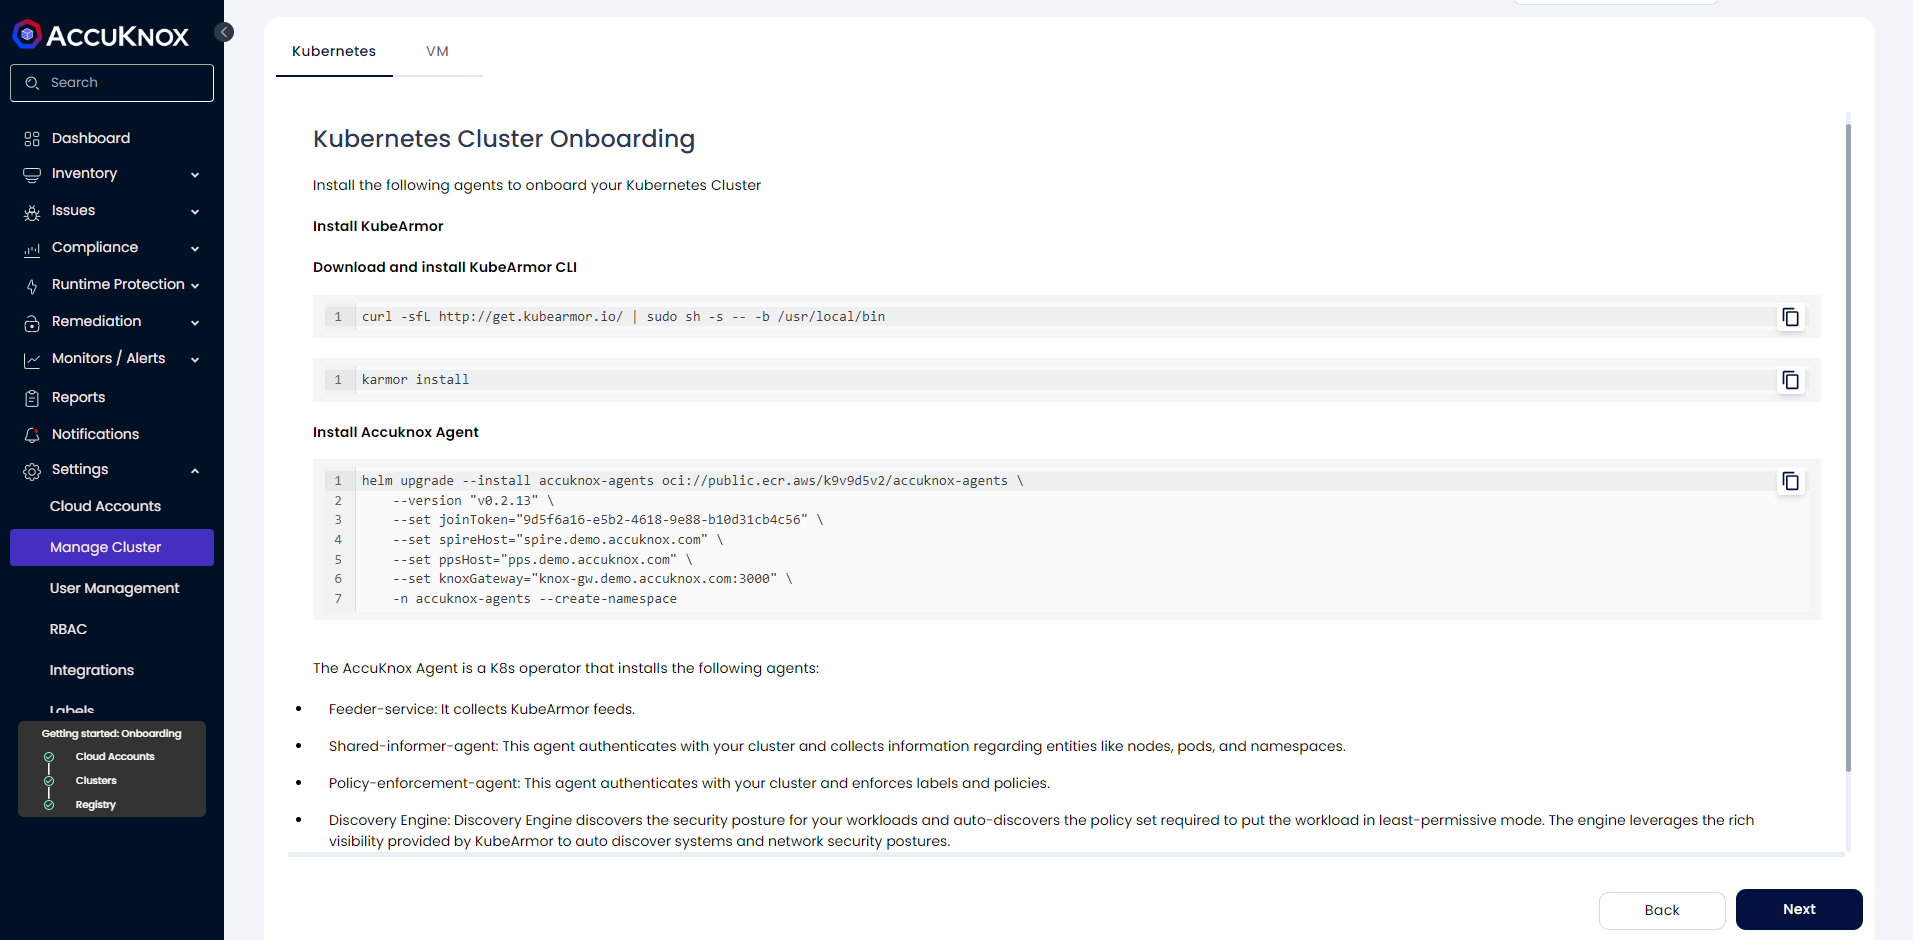 ACCUKNOX
Search
Dashboard
Inventory
Issues
Compliance
Runtime Protection
Remediation
Monitors / Alerts
Reports
Notifications
Settings
Cloud Accounts
Manage Cluster
User Management
RBAC
Integrations
Labels
Getting started: Onboarding
Cloud Accounts
Clusters
Registry
Kubernetes VM
Kubernetes Cluster Onboarding
Install the following agents to onboard your Kubernetes Cluster
Install KubeArmor
Download and install KubeArmor CLI
1 curl -sfL http://get.kubearmor.io/ | sudo sh -s -- -b /usr/local/bin
1 karmor install
Install Accuknox Agent
1 helm upgrade --install accuknox-agents oci://public.ecr.aws/k9v9d5v2/accuknox-agents \
2 --version "v0.2.13" \
3 --set joinToken="9d5f6a16-e5b2-4618-9e88-b10d31cb4c56" \
4 --set spireHost="spire.demo.accuknox.com" \
5 --set ppsHost="pps.demo.accuknox.com" \
6 --set knoxGateway="knox-gw.demo.accuknox.com:3000" \
7 -n accuknox-agents --create-namespace
The AccuKnox Agent is a K8s operator that installs the following agents:
• Feeder-service: It collects KubeArmor feeds.
• Shared-informer-agent: This agent authenticates with your cluster and collects information regarding entities like nodes, pods, and namespaces.
• Policy-enforcement-agent: This agent authenticates with your cluster and enforces labels and policies.
• Discovery Engine: Discovery Engine discovers the security posture for your workloads and auto-discovers the policy set required to put the workload in least-permissive mode. The engine leverages the rich
visibility provided by KubeArmor to auto discover systems and network security postures.
Back Next